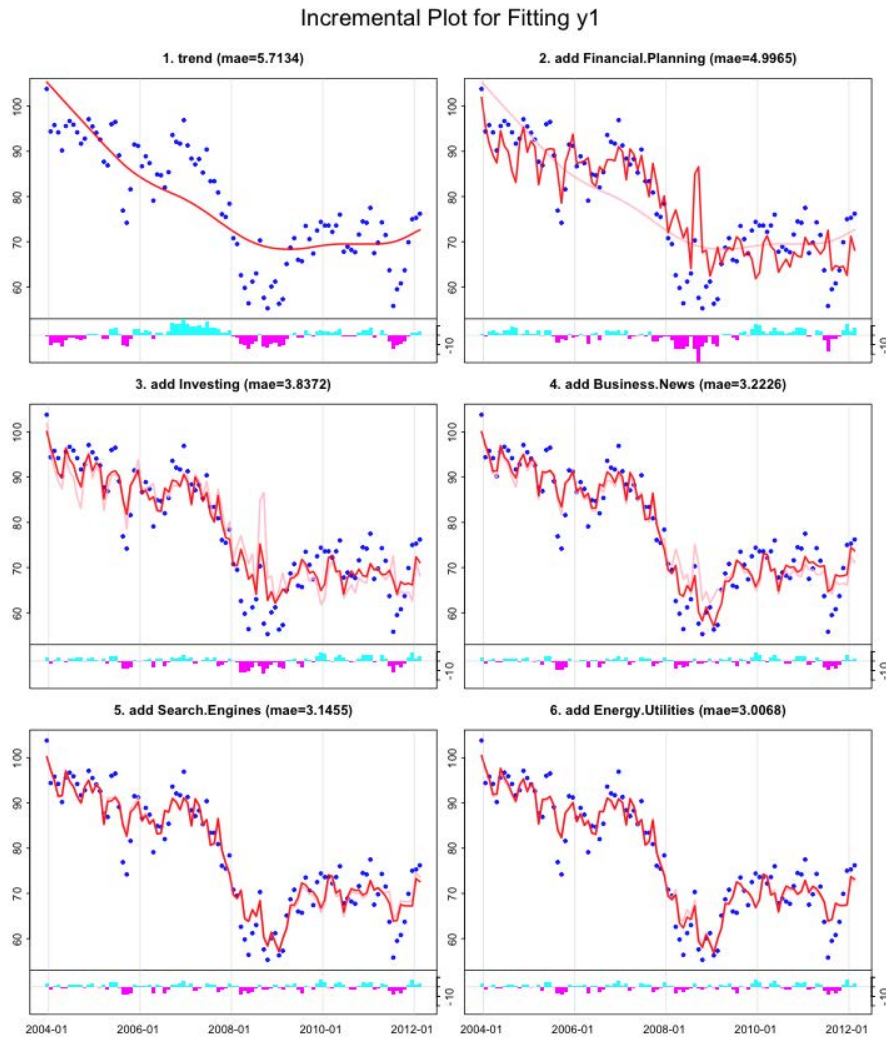 Incremental Plot for Fitting y1
1. trend (mae=5.7134)
2. add Financial.Planning (mae=4.9965)
100
90
80
70
60
-10
-10
3. add Investing (mae=3.8372)
4. add Business.News (mae=3.2226)
100
90
80
70
60
-10
-10
5. add Search.Engines (mae=3.1455)
6. add Energy.Utilities (mae=3.0068)
100
90
80
70
60
-10
-10
2004-01 2006-01 2008-01 2010-01 2012-01
2004-01 2006-01 2008-01 2010-01 2012-01